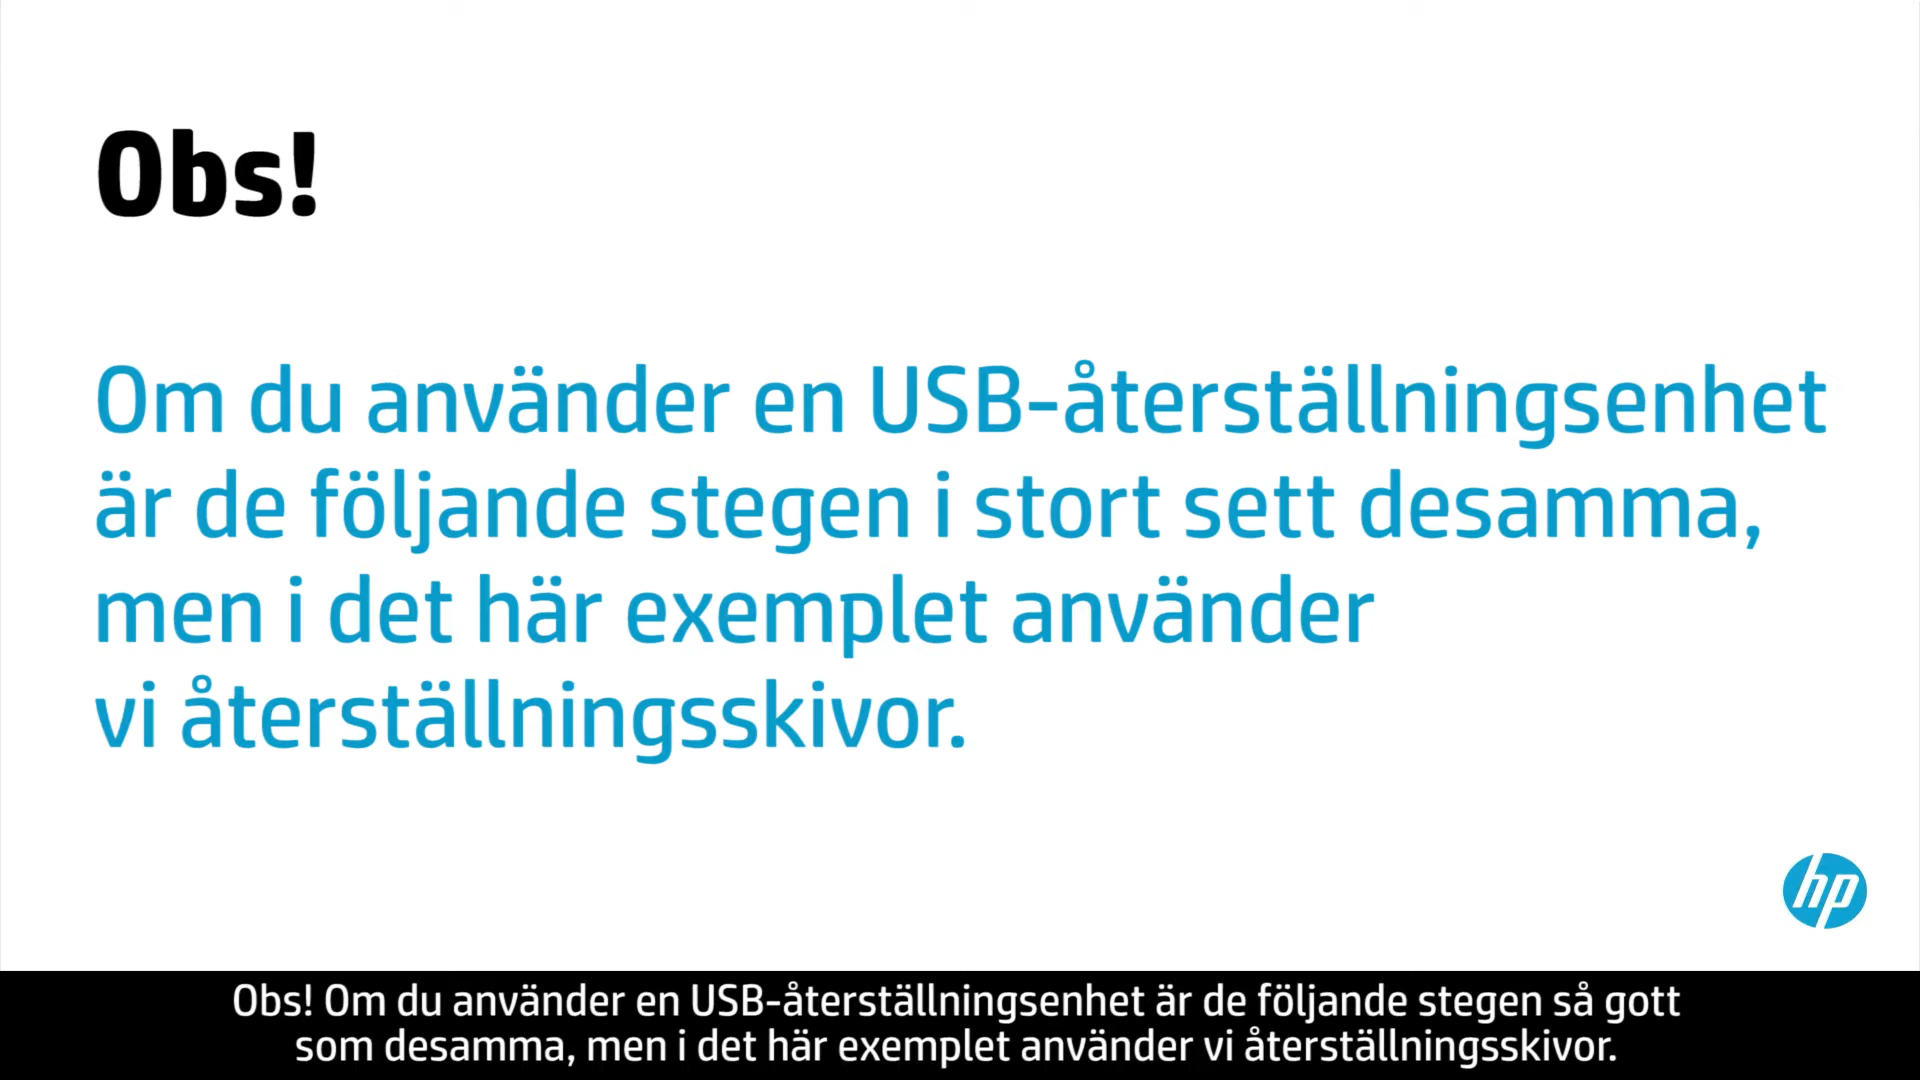 Obs!
Om du använder en USB-återställningsenhet
är de följande stegen i stort sett desamma,
men i det här exemplet använder
vi återställningsskivor.
hp
Obs! Om du använder en USB-återställningsenhet är de följande stegen så gott
som desamma, men i det här exemplet använder vi återställningsskivor.